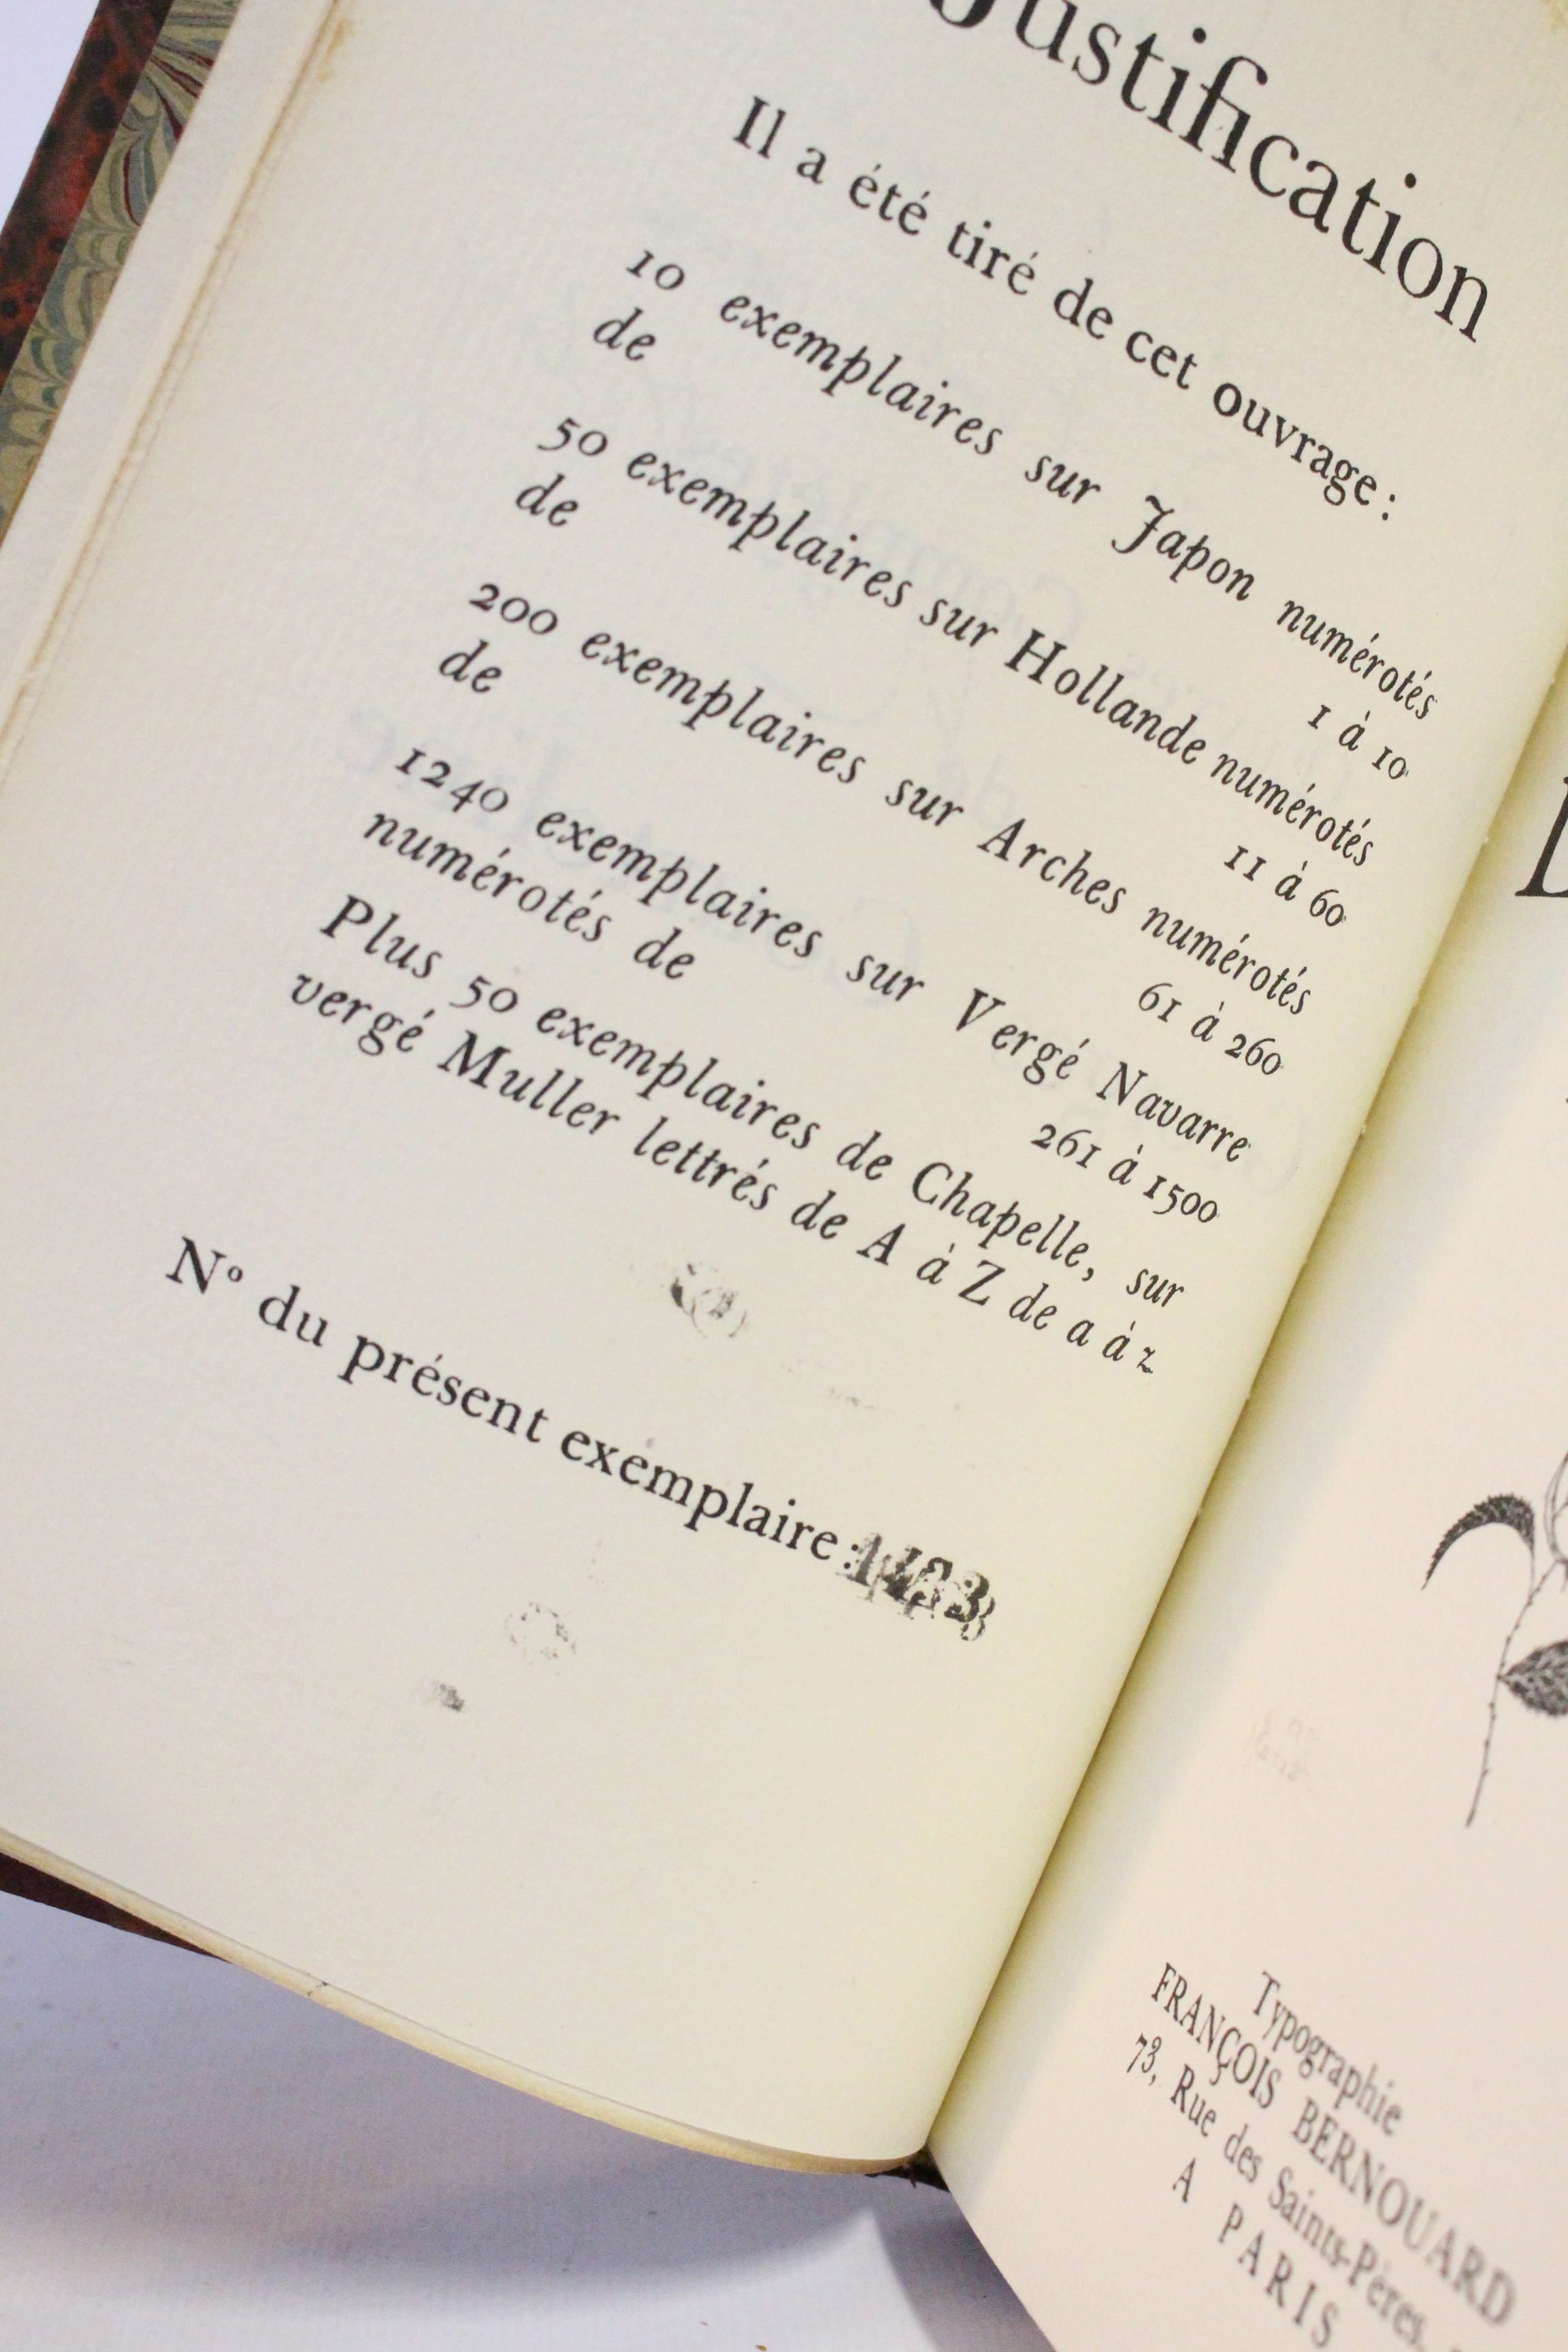 Justification
Il a été tiré de cet ouvrage :
10 exemplaires sur Japon numérotés
de 1 à 10
50 exemplaires sur Hollande numérotés
de 11 à 60
200 exemplaires sur Arches numérotés
de 61 à 260
1240 exemplaires sur Vergé Navarre
numérotés de 261 à 1500
Plus 50 exemplaires de Chapelle, sur
vergé Muller lettrés de A à Z de a à z
N° du présent exemplaire :
Typographie
FRANÇOIS BERNOUARD
73, Rue des Saints-Pères,
A PARIS